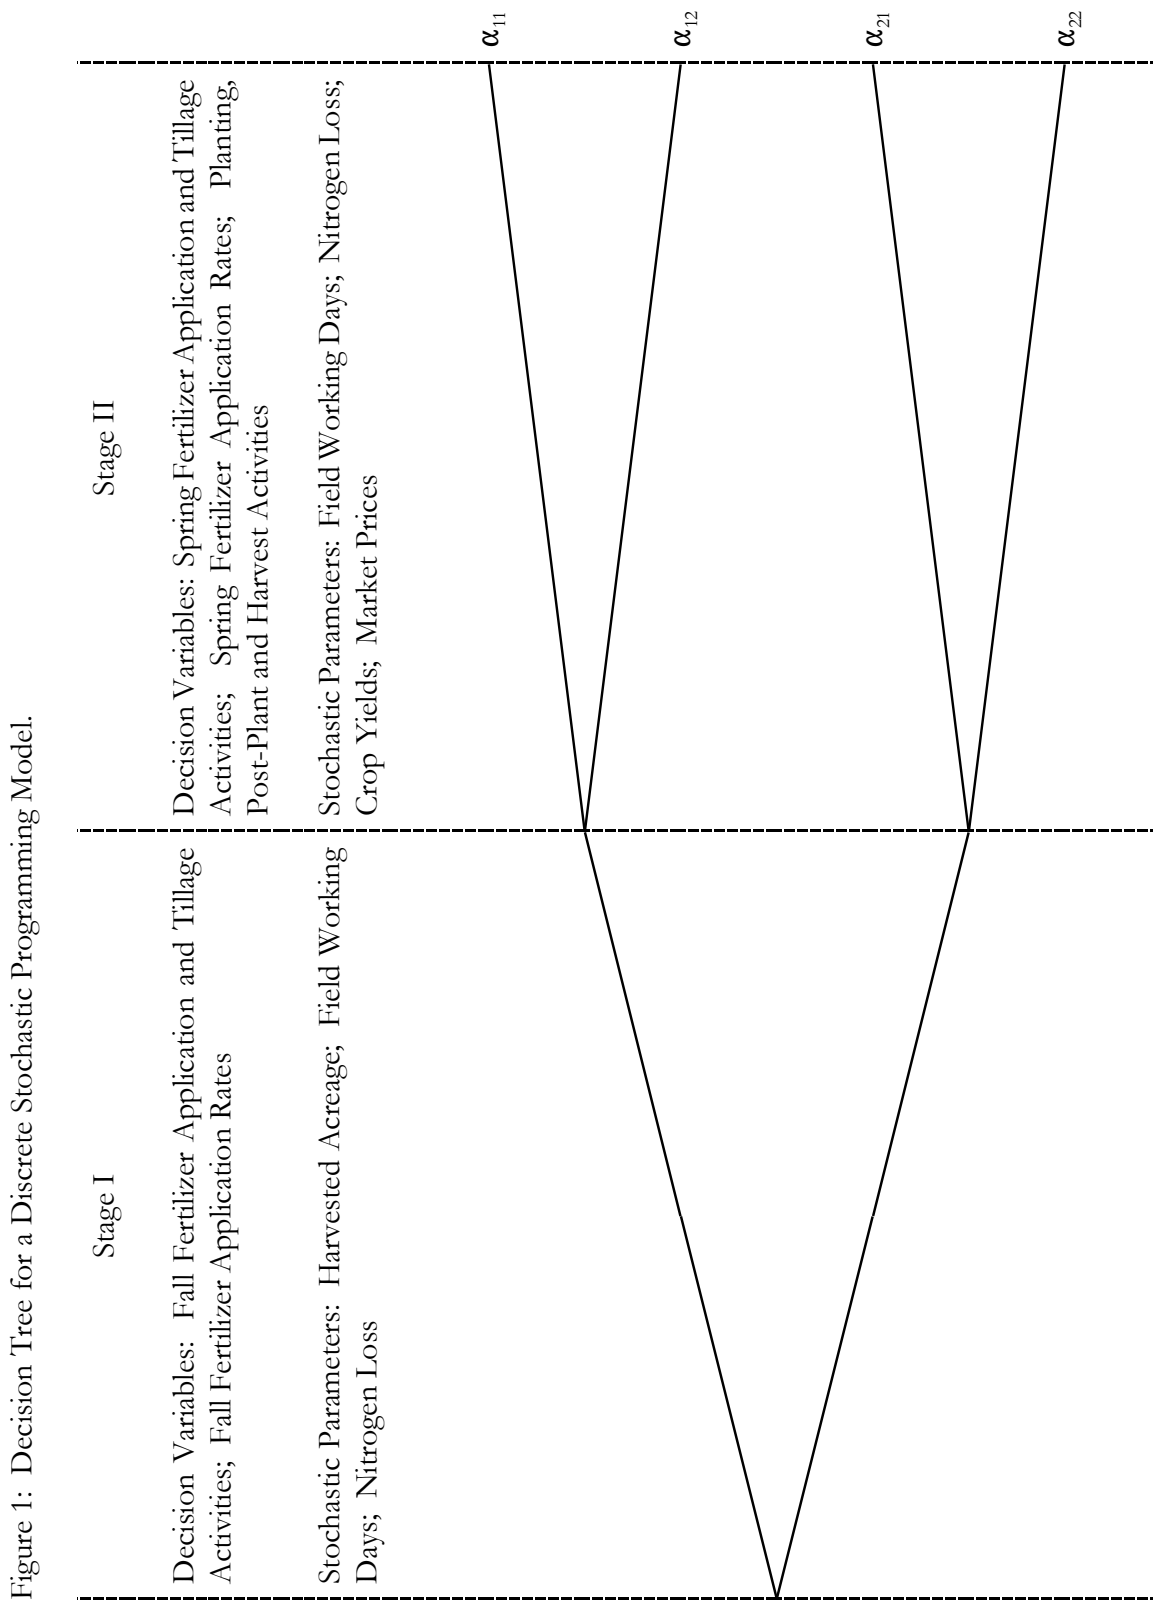 Figure 1: Decision Tree for a Discrete Stochastic Programming Model.
Stage I
Decision Variables: Fall Fertilizer Application and Tillage
Activities; Fall Fertilizer Application Rates
Stochastic Parameters: Harvested Acreage; Field Working
Days; Nitrogen Loss
Stage II
Decision Variables: Spring Fertilizer Application and Tillage
Activities; Spring Fertilizer Application Rates; Planting,
Post-Plant and Harvest Activities
Stochastic Parameters: Field Working Days; Nitrogen Loss;
Crop Yields; Market Prices
α₁₁
α₁₂
α₂₁
α₂₂